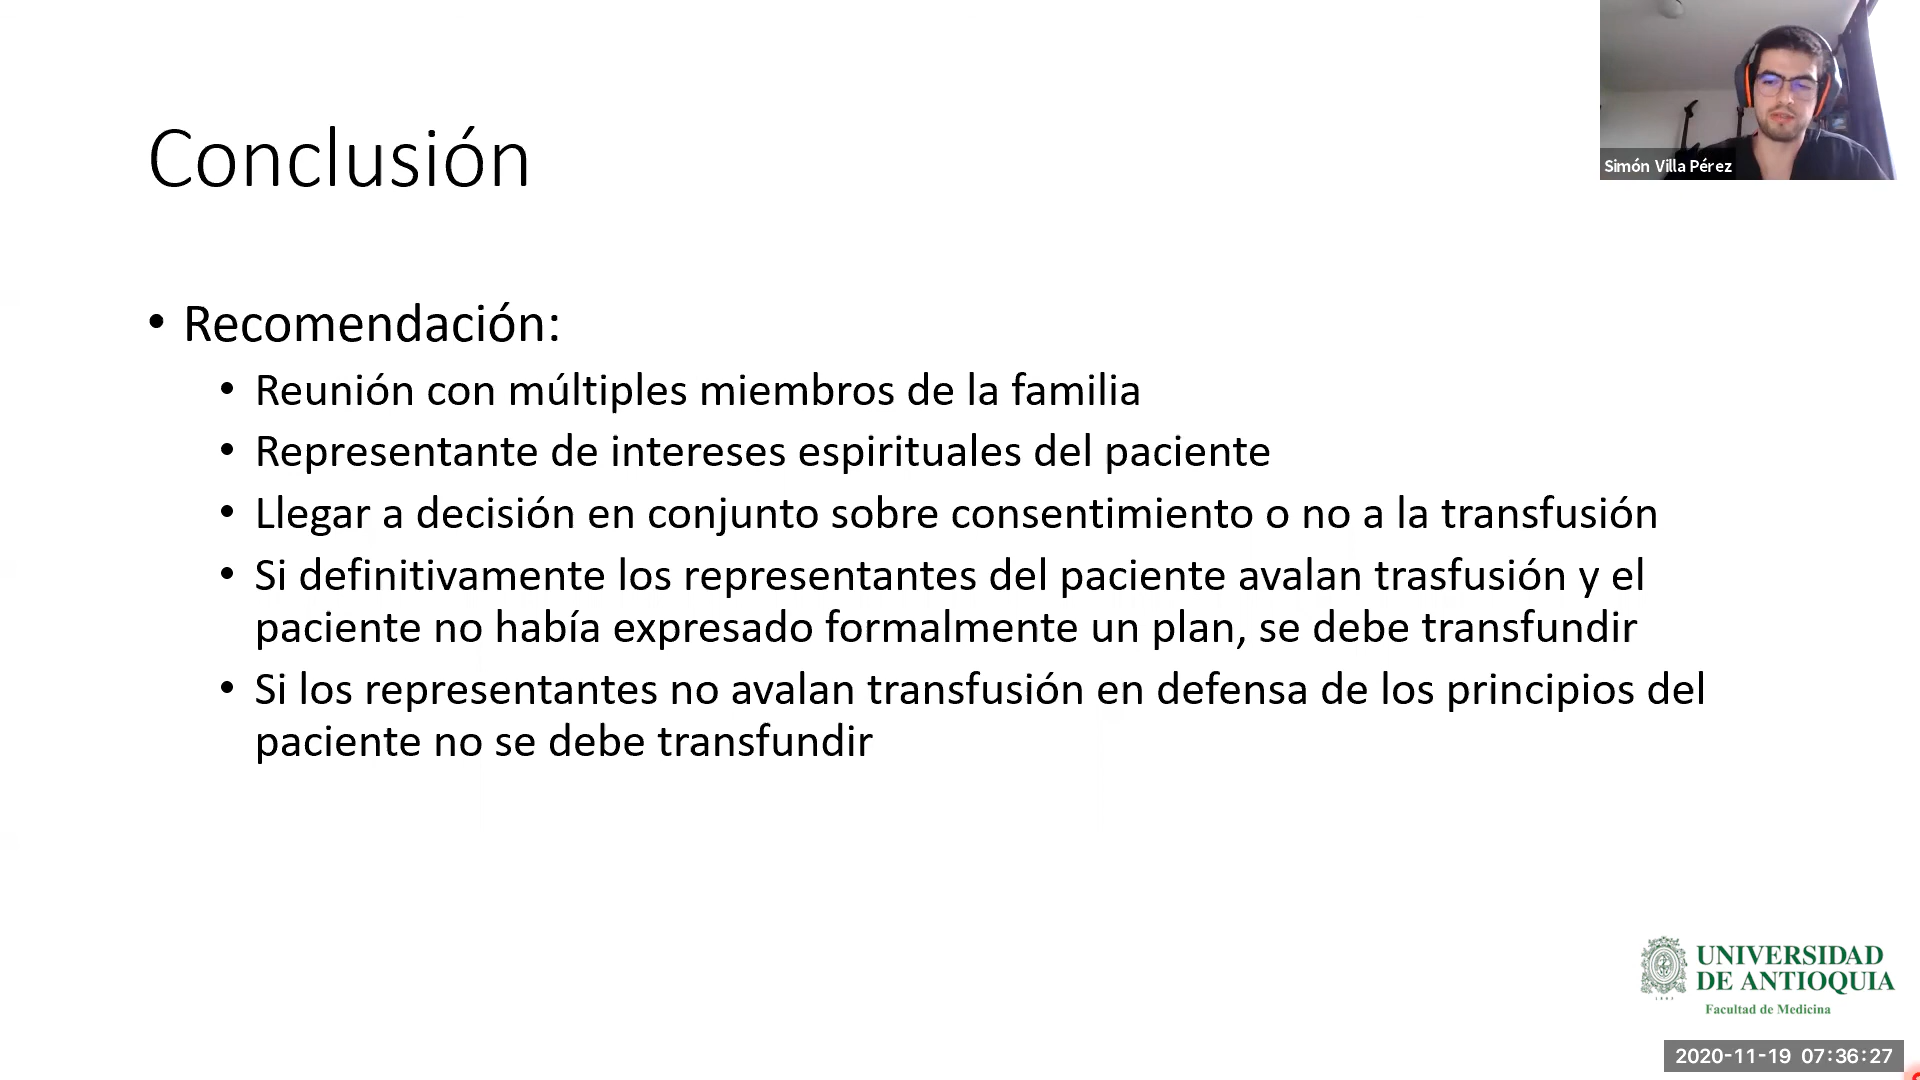 Conclusión
Simón Villa Pérez
• Recomendación:
• Reunión con múltiples miembros de la familia
• Representante de intereses espirituales del paciente
• Llegar a decisión en conjunto sobre consentimiento o no a la transfusión
• Si definitivamente los representantes del paciente avalan trasfusión y el
paciente no había expresado formalmente un plan, se debe transfundir
• Si los representantes no avalan transfusión en defensa de los principios del
paciente no se debe transfundir
UNIVERSIDAD
DE ANTIOQUIA
Facultad de Medicina
2020-11-19 07:36:27